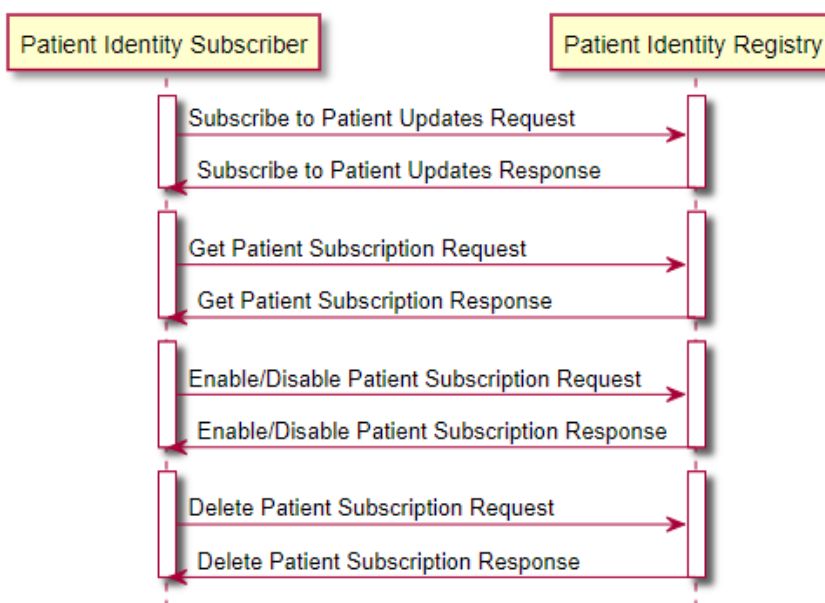 Patient Identity Subscriber
Patient Identity Registry
Subscribe to Patient Updates Request
Subscribe to Patient Updates Response
Get Patient Subscription Request
Get Patient Subscription Response
Enable/Disable Patient Subscription Request
Enable/Disable Patient Subscription Response
Delete Patient Subscription Request
Delete Patient Subscription Response